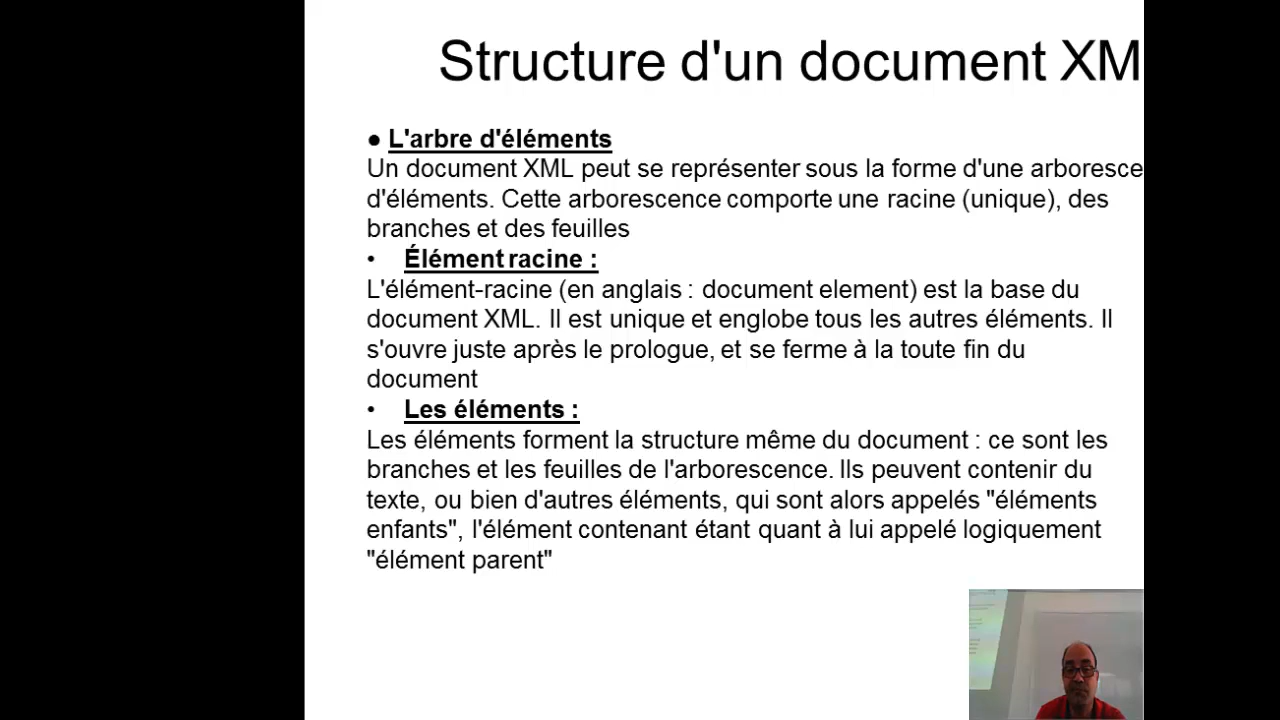 Structure d'un document XM
● L'arbre d'éléments
Un document XML peut se représenter sous la forme d'une arboresce
d'éléments. Cette arborescence comporte une racine (unique), des
branches et des feuilles
• Élément racine :
L'élément-racine (en anglais : document element) est la base du
document XML. Il est unique et englobe tous les autres éléments. Il
s'ouvre juste après le prologue, et se ferme à la toute fin du
document
• Les éléments :
Les éléments forment la structure même du document : ce sont les
branches et les feuilles de l'arborescence. Ils peuvent contenir du
texte, ou bien d'autres éléments, qui sont alors appelés "éléments
enfants", l'élément contenant étant quant à lui appelé logiquement
"élément parent"